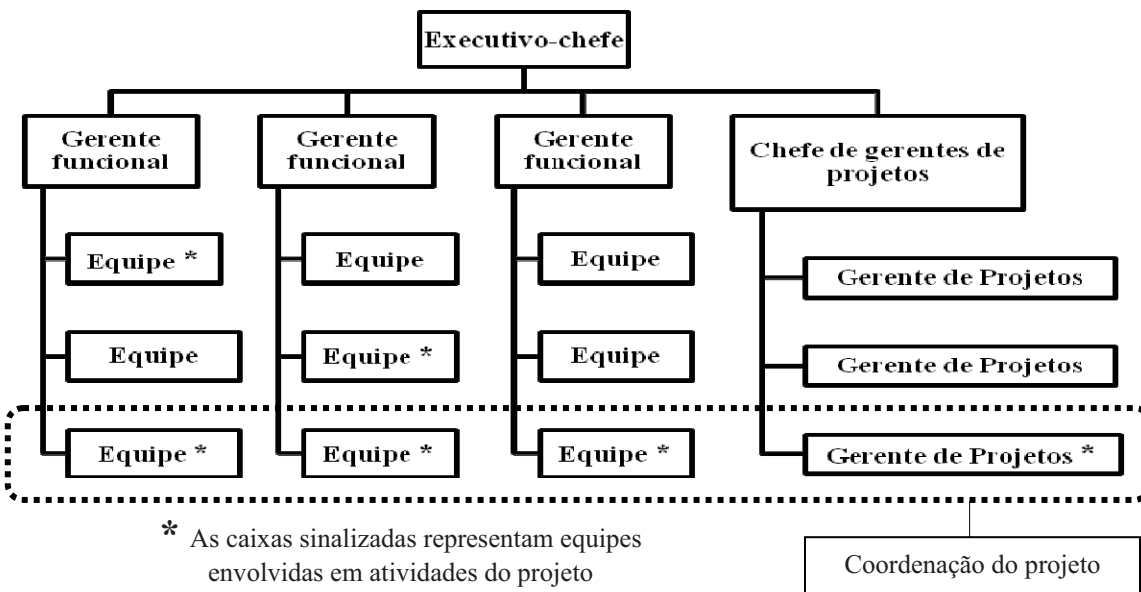 Executivo-chefe
Gerente
funcional
Gerente
funcional
Gerente
funcional
Chefe de gerentes de
projetos
Equipe *
Equipe
Equipe
Gerente de Projetos
Equipe
Equipe *
Equipe
Gerente de Projetos
Equipe *
Equipe *
Equipe *
Gerente de Projetos *
* As caixas sinalizadas representam equipes
envolvidas em atividades do projeto
Coordenação do projeto